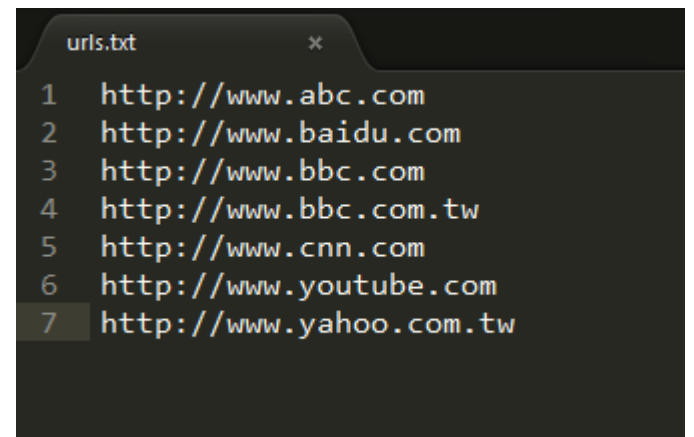 urls.txt ×
1 http://www.abc.com
2 http://www.baidu.com
3 http://www.bbc.com
4 http://www.bbc.com.tw
5 http://www.cnn.com
6 http://www.youtube.com
7 http://www.yahoo.com.tw